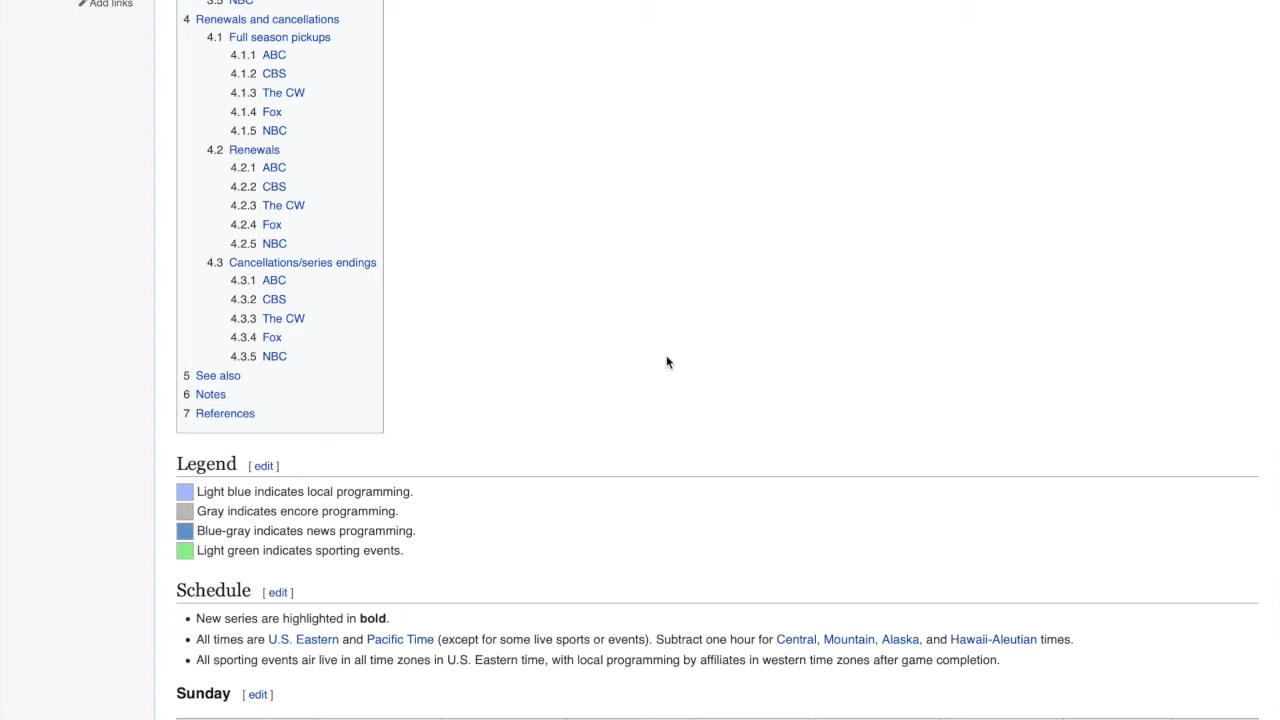 Add links
3.5 NBC
4 Renewals and cancellations
4.1 Full season pickups
4.1.1 ABC
4.1.2 CBS
4.1.3 The CW
4.1.4 Fox
4.1.5 NBC
4.2 Renewals
4.2.1 ABC
4.2.2 CBS
4.2.3 The CW
4.2.4 Fox
4.2.5 NBC
4.3 Cancellations/series endings
4.3.1 ABC
4.3.2 CBS
4.3.3 The CW
4.3.4 Fox
4.3.5 NBC
5 See also
6 Notes
7 References
Legend [ edit ]
Light blue indicates local programming.
Gray indicates encore programming.
Blue-gray indicates news programming.
Light green indicates sporting events.
Schedule [ edit ]
• New series are highlighted in bold.
• All times are U.S. Eastern and Pacific Time (except for some live sports or events). Subtract one hour for Central, Mountain, Alaska, and Hawaii-Aleutian times.
• All sporting events air live in all time zones in U.S. Eastern time, with local programming by affiliates in western time zones after game completion.
Sunday [ edit ]